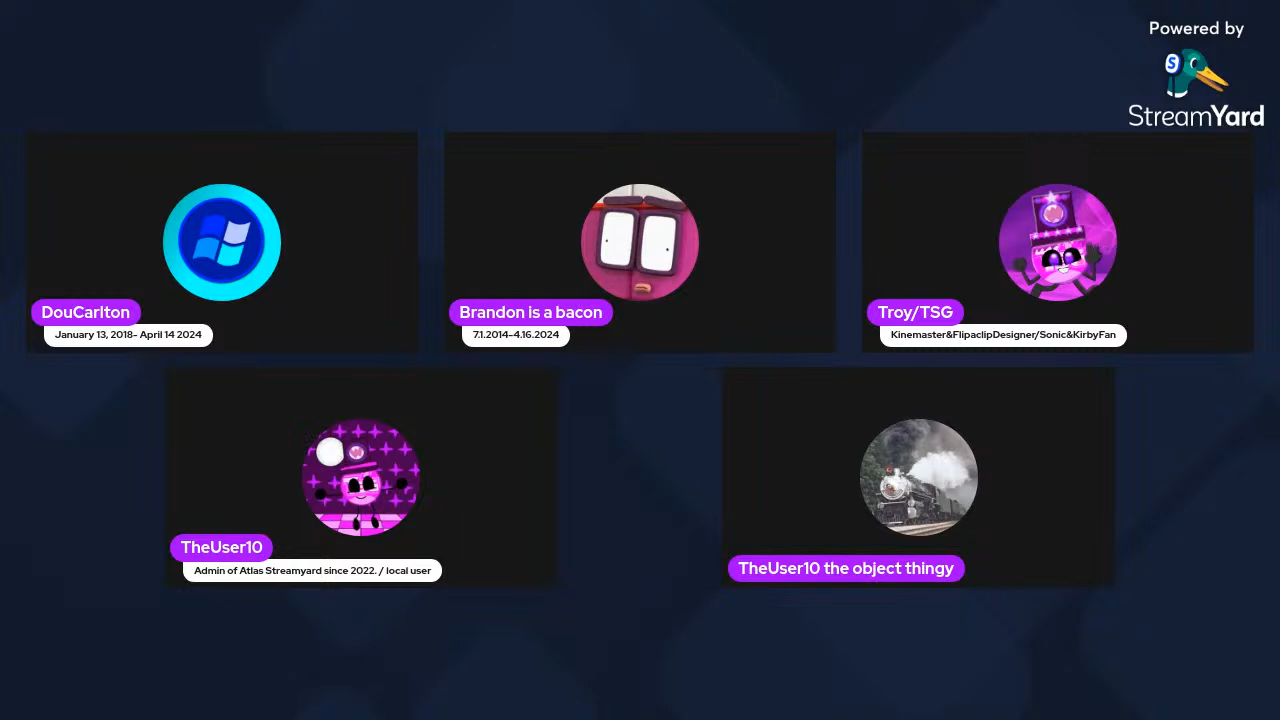 Powered by
S
StreamYard
DouCarlton
January 13, 2018- April 14 2024
Brandon is a bacon
7.1.2014-4.16.2024
Troy/TSG
Kinemaster&FlipaclipDesigner/Sonic&KirbyFan
TheUser10
Admin of Atlas Streamyard since 2022. / local user
TheUser10 the object thingy